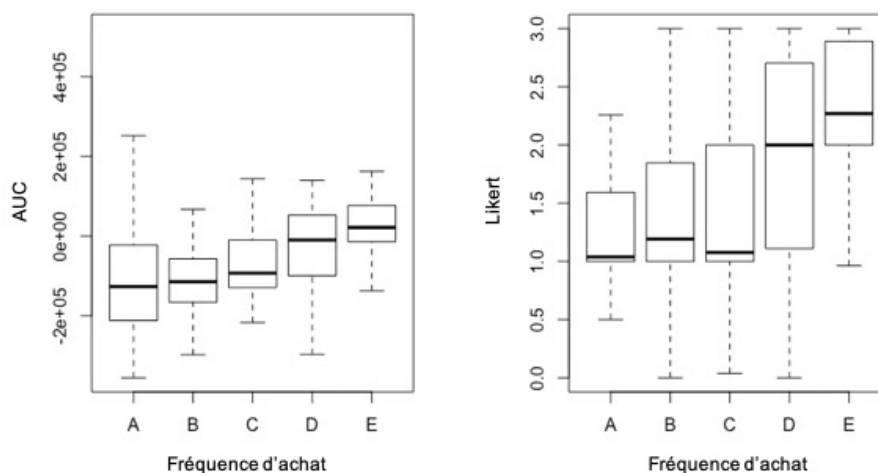 AUC
4e+05
2e+05
0e+00
-2e+05
A B C D E
Fréquence d'achat
Likert
3.0
2.5
2.0
1.5
1.0
0.5
0.0
A B C D E
Fréquence d'achat